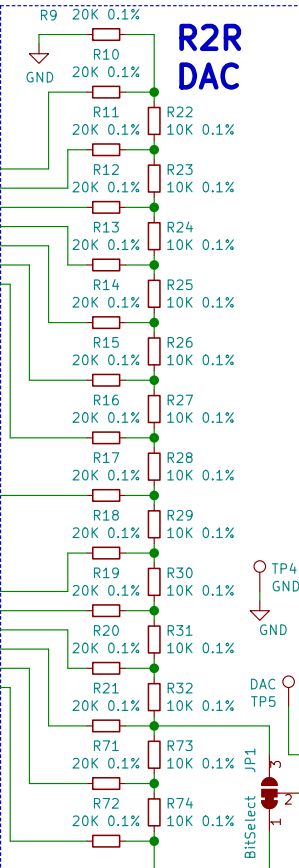 R9 20K 0.1%
R2R
DAC
R10
20K 0.1%
GND
R11
20K 0.1%
R22
10K 0.1%
R12
20K 0.1%
R23
10K 0.1%
R13
20K 0.1%
R24
10K 0.1%
R14
20K 0.1%
R25
10K 0.1%
R15
20K 0.1%
R26
10K 0.1%
R16
20K 0.1%
R27
10K 0.1%
R17
20K 0.1%
R28
10K 0.1%
R18
20K 0.1%
R29
10K 0.1%
R19
20K 0.1%
R30
10K 0.1%
TP4
GND
GND
R20
20K 0.1%
R31
10K 0.1%
R21
20K 0.1%
R32
10K 0.1%
DAC
TP5
R71
20K 0.1%
R73
10K 0.1%
R72
20K 0.1%
R74
10K 0.1%
JP1
BitSelect
3
2
1